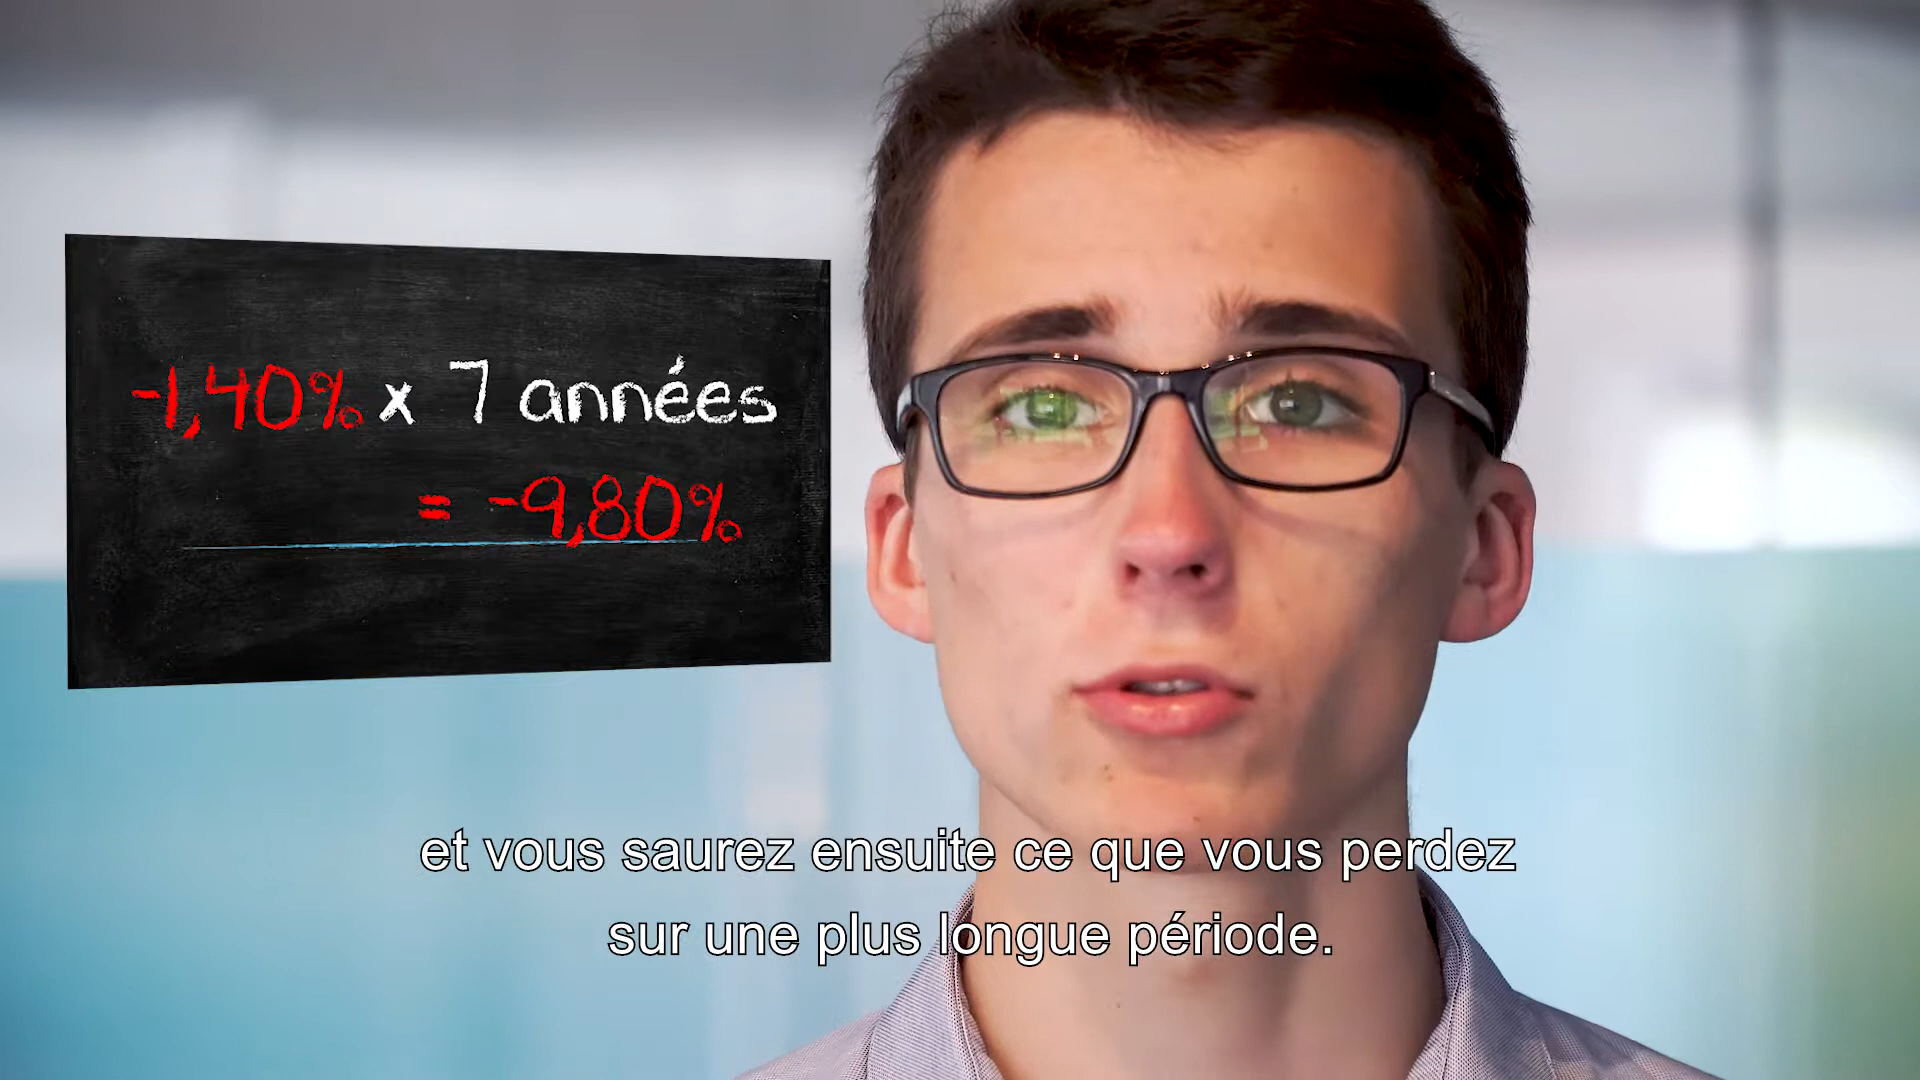 -1,40% x 7 années
= -9,80%
et vous saurez ensuite ce que vous perdez
sur une plus longue période.